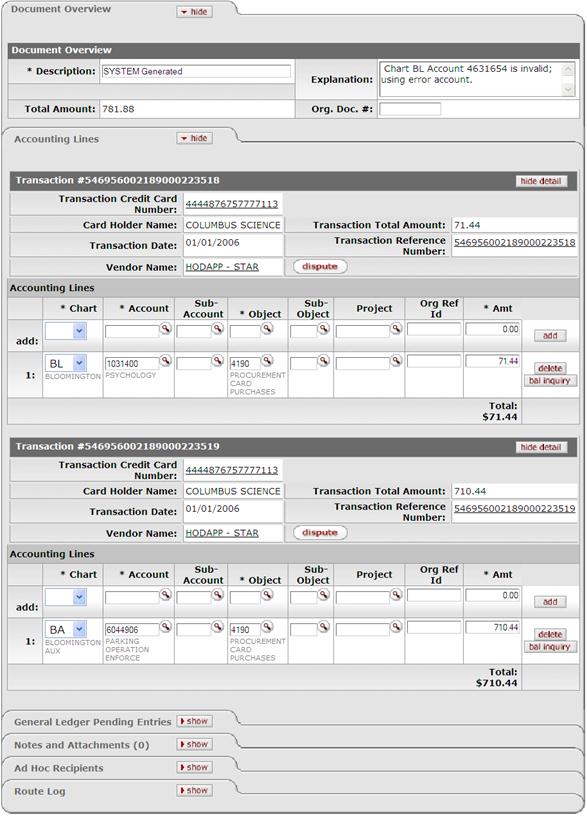 Document Overview hide
Document Overview
* Description: SYSTEM Generated
Explanation: Chart BL Account 4631654 is invalid;
using error account.
Total Amount: 781.88 Org. Doc. #:
Accounting Lines hide
Transaction #546956002189000223518 hide detail
Transaction Credit Card
Number: 4444876757777113
Card Holder Name: COLUMBUS SCIENCE Transaction Total Amount: 71.44
Transaction Date: 01/01/2006 Transaction Reference
Number: 546956002189000223518
Vendor Name: HODAPP - STAR dispute
Accounting Lines
* Chart * Account Sub-
Account * Object Sub-
Object Project Org Ref
Id * Amt
add: 0.00 add
1: BL 1031400 4190 71.44 delete
BLOOMINGTON PSYCHOLOGY PROCUREMENT
CARD
PURCHASES bal inquiry
Total:
$71.44
Transaction #546956002189000223519 hide detail
Transaction Credit Card
Number: 4444876757777113
Card Holder Name: COLUMBUS SCIENCE Transaction Total Amount: 710.44
Transaction Date: 01/01/2006 Transaction Reference
Number: 546956002189000223519
Vendor Name: HODAPP - STAR dispute
Accounting Lines
* Chart * Account Sub-
Account * Object Sub-
Object Project Org Ref
Id * Amt
add: 0.00 add
1: BA 6044906 4190 710.44 delete
BLOOMINGTON
AUX PARKING
OPERATION
ENFORCE PROCUREMENT
CARD
PURCHASES bal inquiry
Total:
$710.44
General Ledger Pending Entries show
Notes and Attachments (0) show
Ad Hoc Recipients show
Route Log show